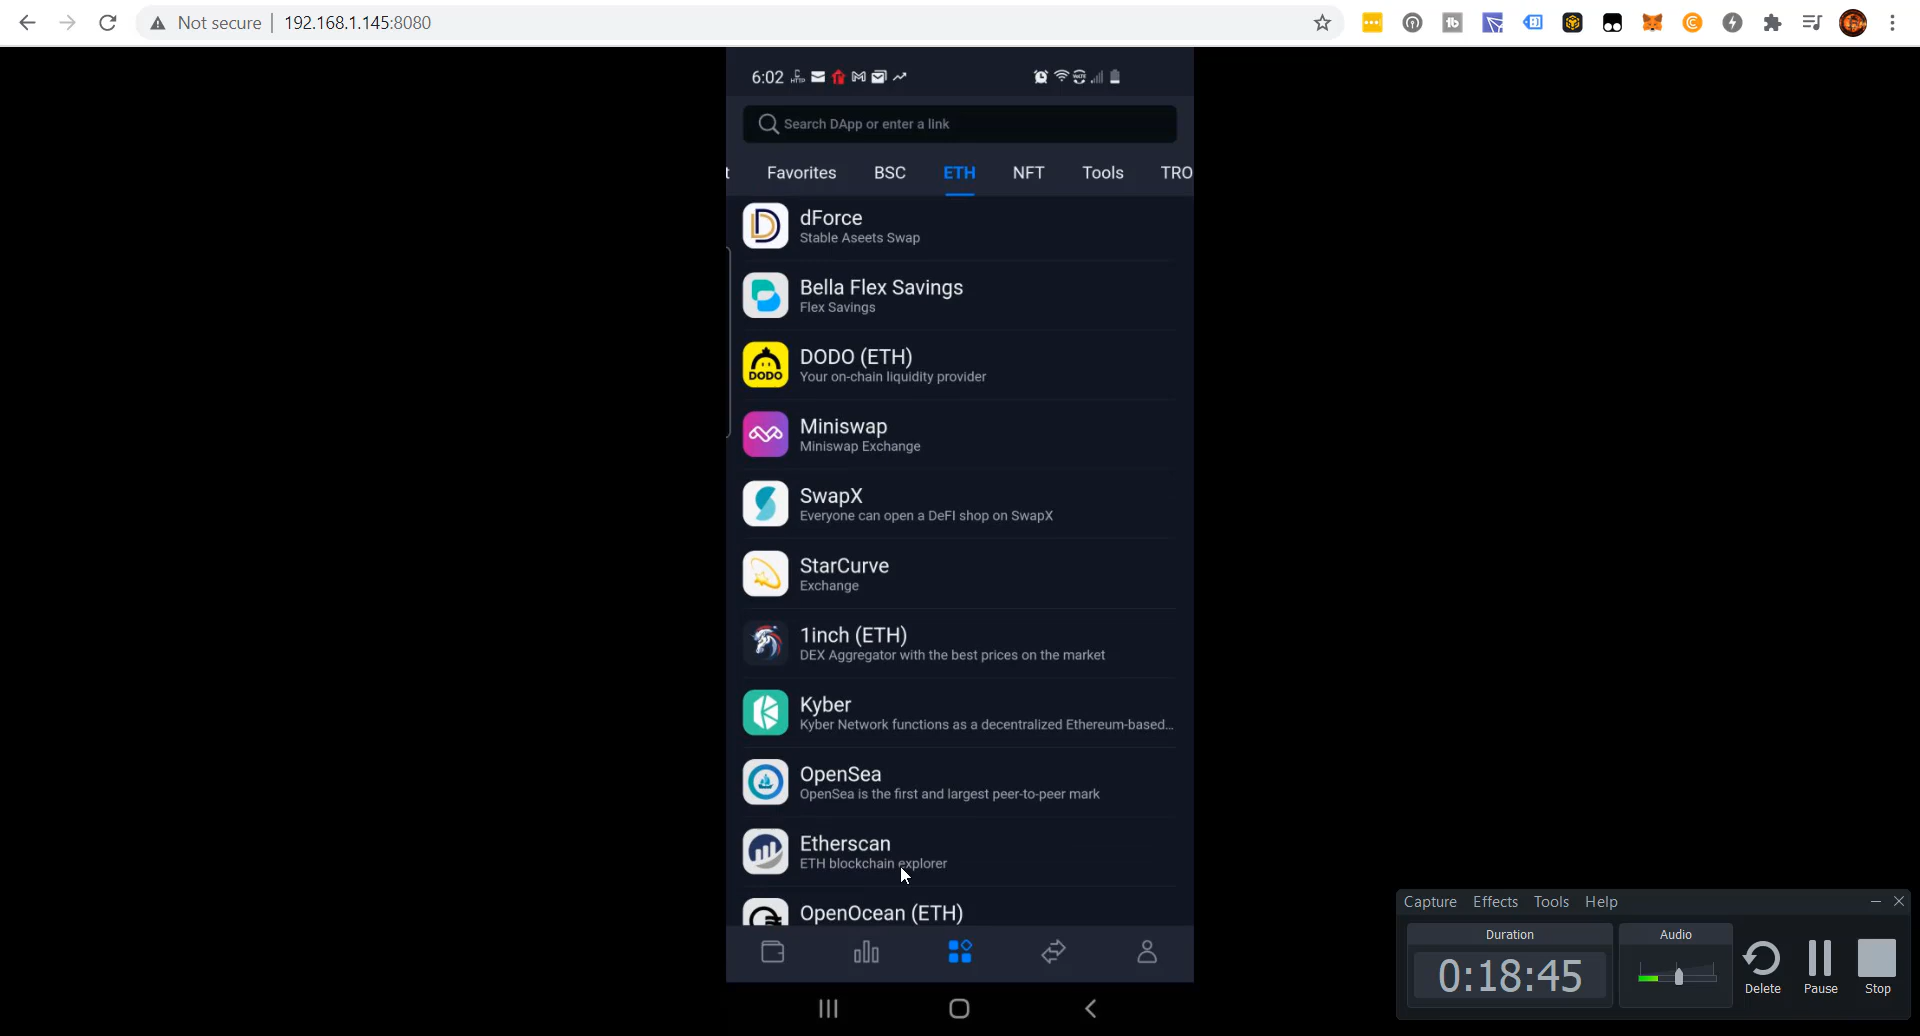 Not secure
192.168.1.145:8080
6:02
Search DApp or enter a link
t Favorites BSC ETH NFT Tools TRO
dForce
Stable Aseets Swap
Bella Flex Savings
Flex Savings
DODO (ETH)
Your on-chain liquidity provider
DODO
Miniswap
Miniswap Exchange
SwapX
Everyone can open a DeFI shop on SwapX
StarCurve
Exchange
1inch (ETH)
DEX Aggregator with the best prices on the market
Kyber
Kyber Network functions as a decentralized Ethereum-based...
OpenSea
OpenSea is the first and largest peer-to-peer mark
Etherscan
ETH blockchain explorer
OpenOcean (ETH)
Capture Effects Tools Help
Duration
0:18:45
Audio
Delete
Pause
Stop